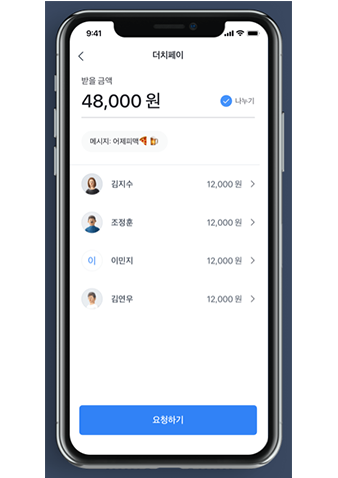 9:41
더치페이
받을 금액
48,000 원
나누기
메시지: 어제피맥🍕🍻
김지수 12,000 원
조정훈 12,000 원
이 이민지 12,000 원
김연우 12,000 원
요청하기